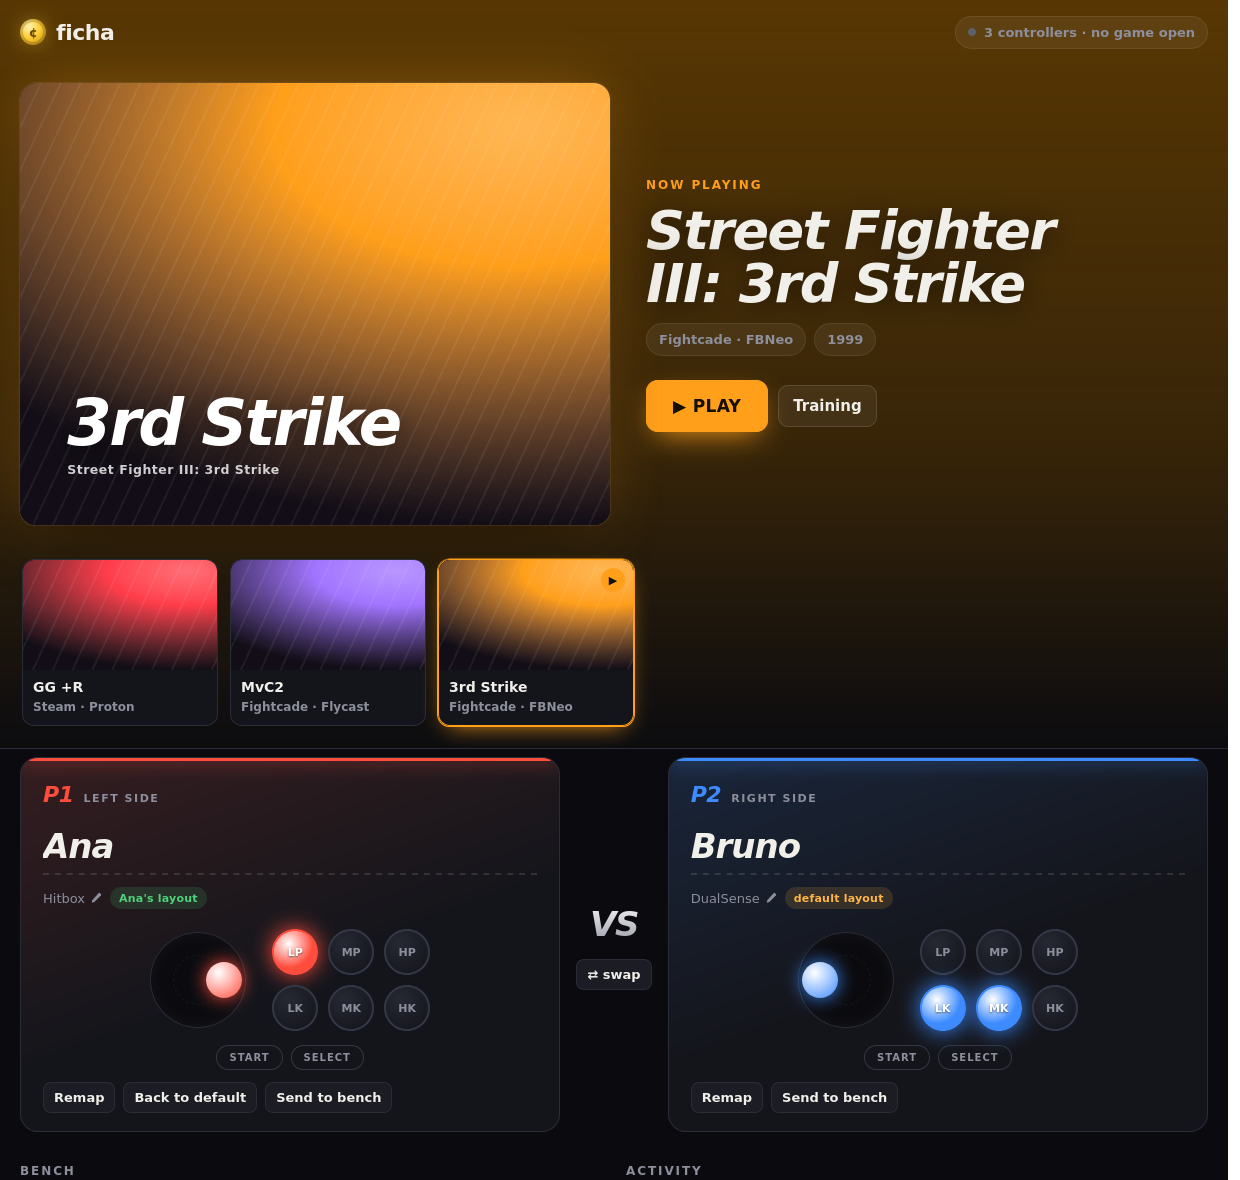 ¢ ficha
3 controllers · no game open
3rd Strike
Street Fighter III: 3rd Strike
NOW PLAYING
Street Fighter
III: 3rd Strike
Fightcade · FBNeo
1999
▶ PLAY
Training
GG +R
Steam · Proton
MvC2
Fightcade · Flycast
3rd Strike
Fightcade · FBNeo
P1 LEFT SIDE
Ana
Hitbox
Ana's layout
LP MP HP
LK MK HK
START SELECT
Remap
Back to default
Send to bench
VS
⇄ swap
P2 RIGHT SIDE
Bruno
DualSense
default layout
LP MP HP
LK MK HK
START SELECT
Remap
Send to bench
BENCH
ACTIVITY